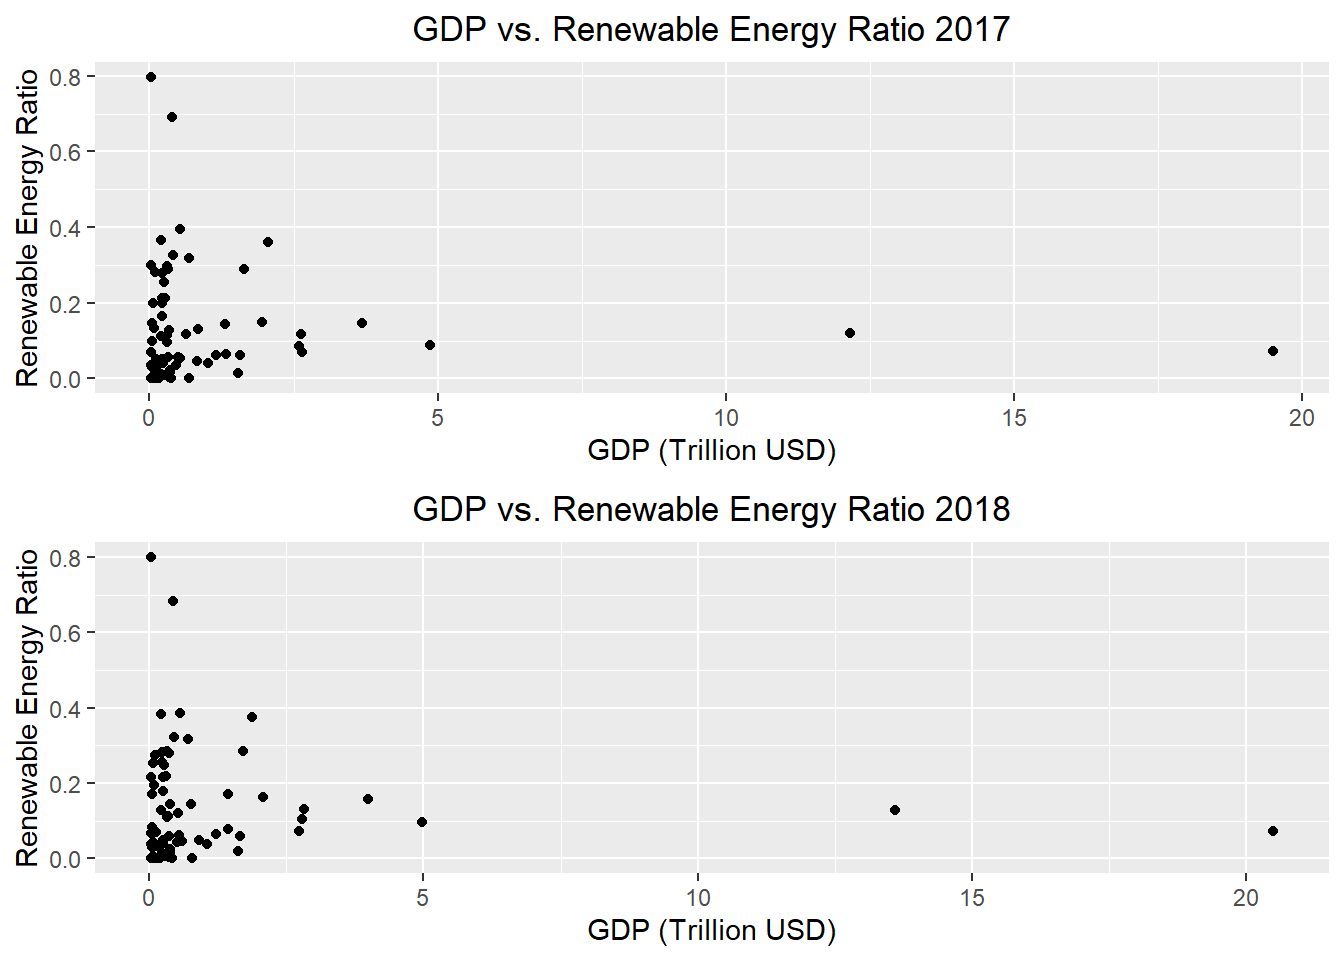 GDP vs. Renewable Energy Ratio 2017
Renewable Energy Ratio
0.8
0.6
0.4
0.2
0.0
0 5 10 15 20
GDP (Trillion USD)
GDP vs. Renewable Energy Ratio 2018
Renewable Energy Ratio
0.8
0.6
0.4
0.2
0.0
0 5 10 15 20
GDP (Trillion USD)